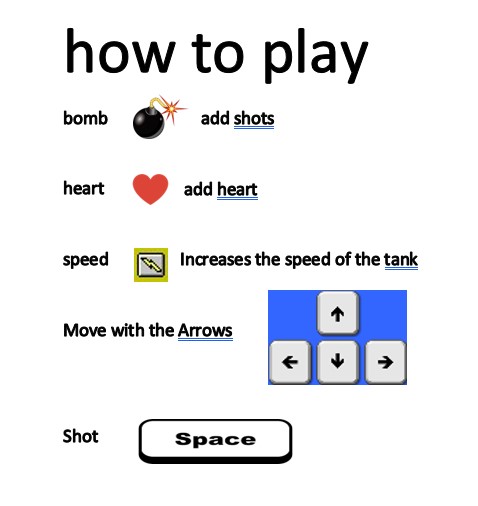 how to play
bomb add shots
heart add heart
speed Increases the speed of the tank
Move with the Arrows
↑
← ↓ →
Shot Space